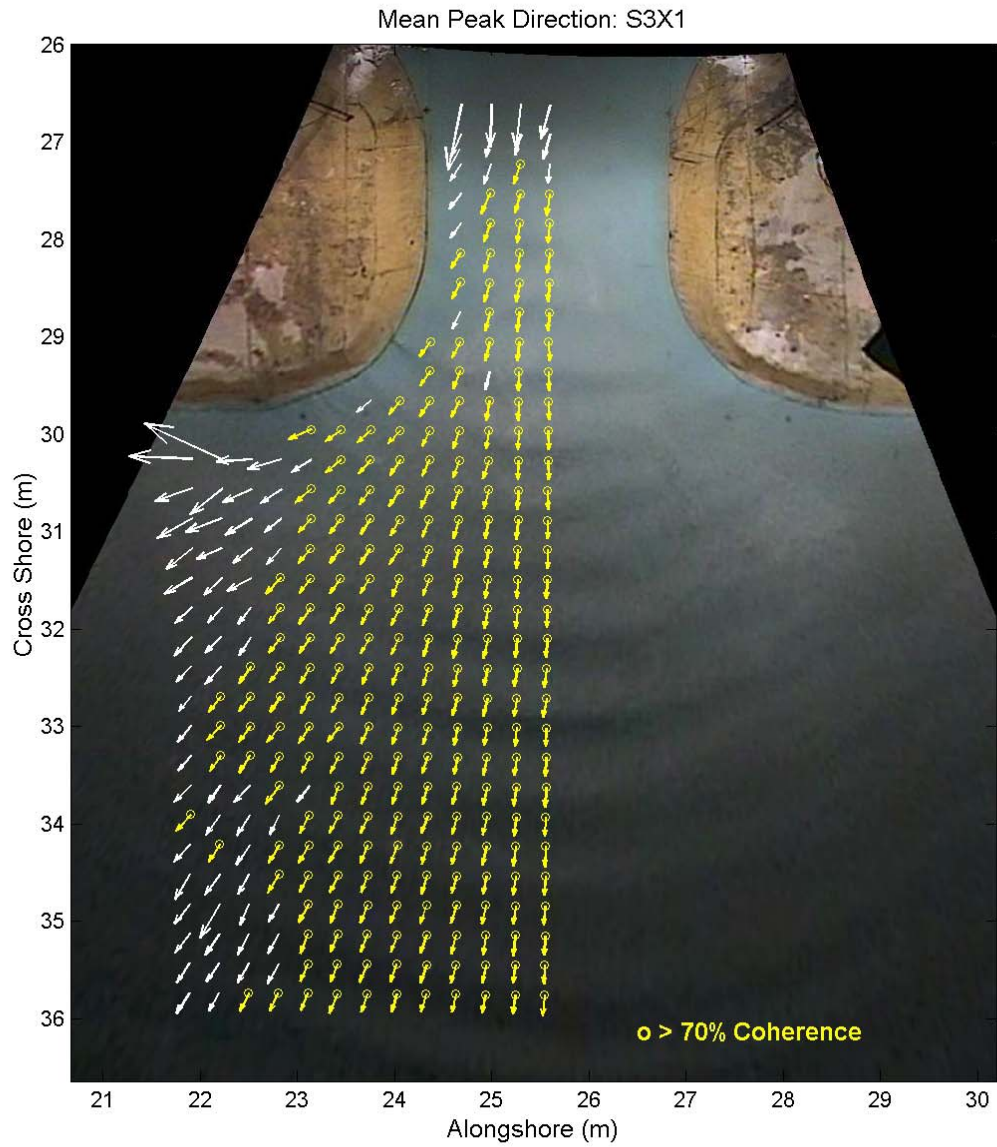 Mean Peak Direction: S3X1
26
27
28
29
30
31
32
33
34
35
36
Cross Shore (m)
o > 70% Coherence
21 22 23 24 25 26 27 28 29 30
Alongshore (m)